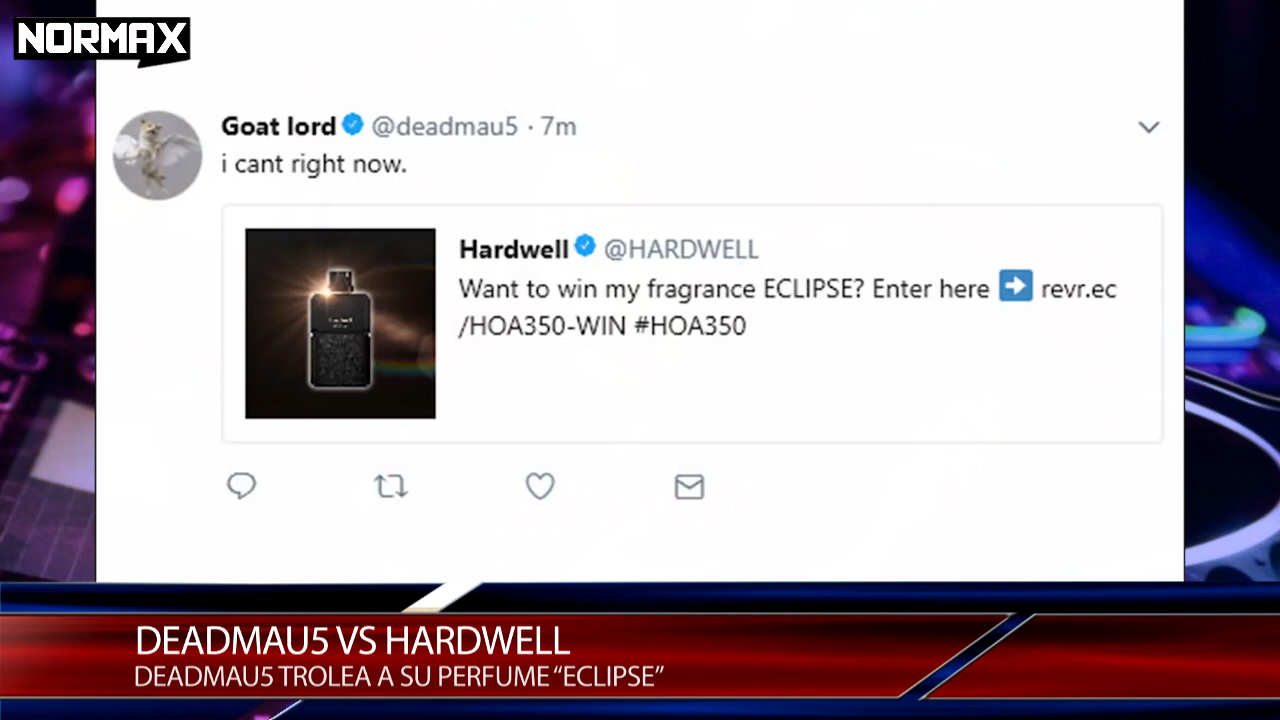 NORMAX
Goat lord @deadmau5 · 7m
i cant right now.
Hardwell @HARDWELL
Want to win my fragrance ECLIPSE? Enter here ➡ revr.ec
/HOA350-WIN #HOA350
DEADMAU5 VS HARDWELL
DEADMAU5 TROLEA A SU PERFUME “ECLIPSE”